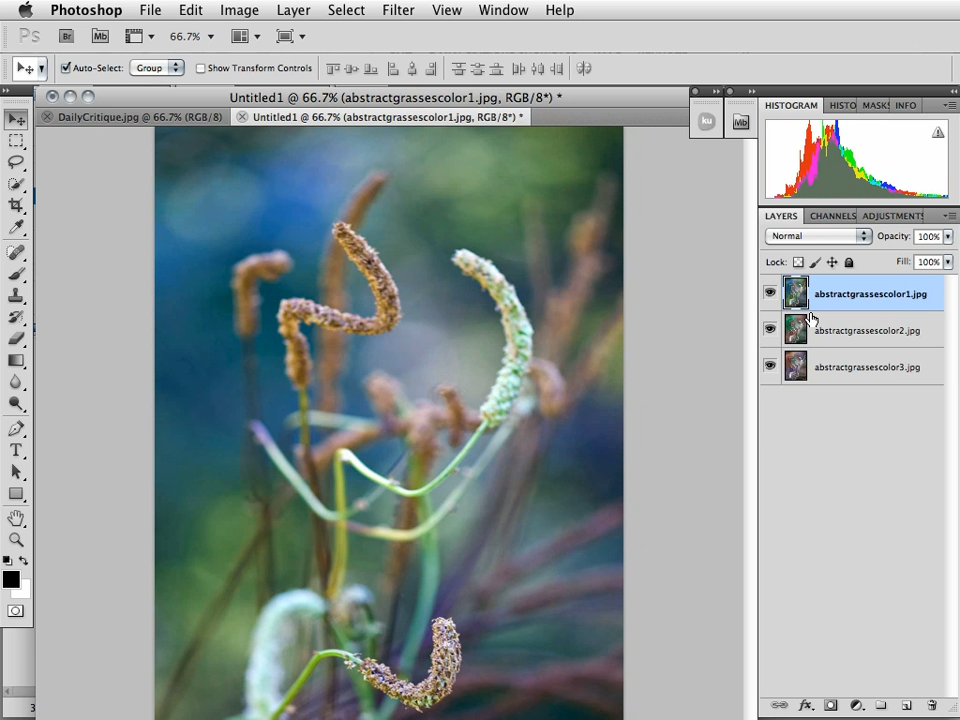 Photoshop File Edit Image Layer Select Filter View Window Help
Ps Br Mb 66.7%
Auto-Select: Group Show Transform Controls
Untitled1 @ 66.7% (abstractgrassescolor1.jpg, RGB/8*) *
DailyCritique.jpg @ 66.7% (RGB/8) Untitled1 @ 66.7% (abstractgrassescolor1.jpg, RGB/8*) *
ku Mb
HISTOGRAM HISTO MASKS INFO
LAYERS CHANNELS ADJUSTMENTS
Normal Opacity: 100%
Lock: Fill: 100%
abstractgrassescolor1.jpg
abstractgrassescolor2.jpg
abstractgrassescolor3.jpg
T
fx
3